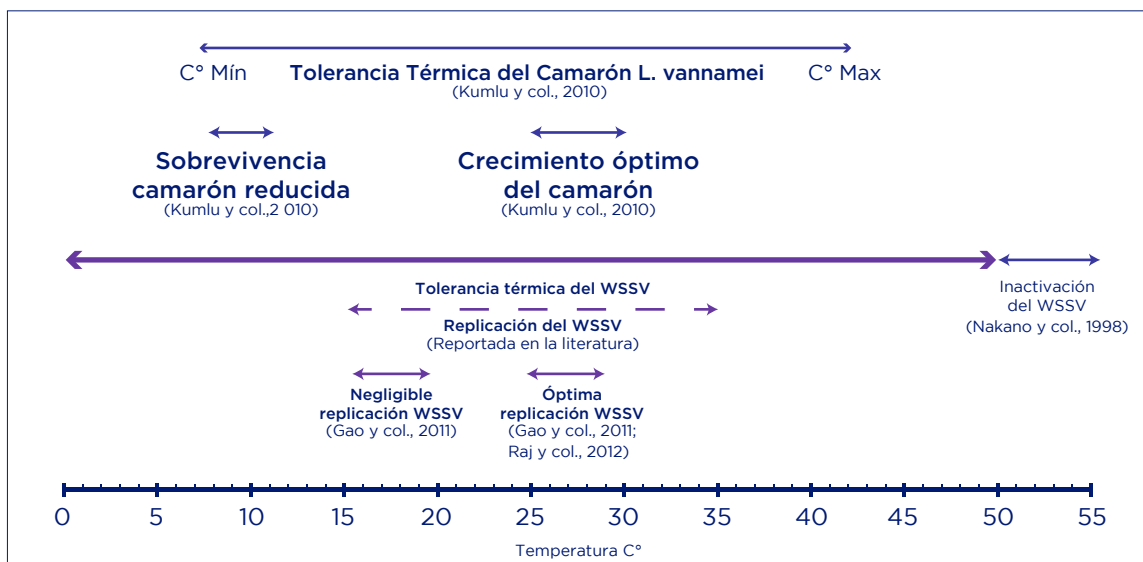 C° Mín Tolerancia Térmica del Camarón L. vannamei C° Max
(Kumlu y col., 2010)
Sobrevivencia
camarón reducida
(Kumlu y col.,2 010)
Crecimiento óptimo
del camarón
(Kumlu y col., 2010)
Tolerancia térmica del WSSV
Replicación del WSSV
(Reportada en la literatura)
Inactivación
del WSSV
(Nakano y col., 1998)
Negligible
replicación WSSV
(Gao y col., 2011)
Óptima
replicación WSSV
(Gao y col., 2011;
Raj y col., 2012)
0 5 10 15 20 25 30 35 40 45 50 55
Temperatura C°